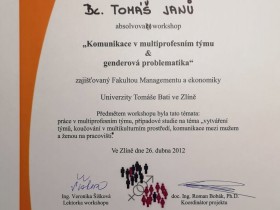 Bc. TOMÁŠ JANŮ
absolvoval workshop
„Komunikace v multiprofesním týmu
&
genderová problematika"
zajišťovaný Fakultou Managementu a ekonomiky
Univerzity Tomáše Bati ve Zlíně
Předmětem workshopu byla tato témata:
práce v multiprofesním týmu, případové studie na téma „vytváření
týmů, koučování v multikulturním prostředí, komunikace mezi mužem
a ženou na pracovišti".
Ve Zlíně dne 26. dubna 2012
Ing. Veronika Šišková
Lektorka workshopu
doc. Ing. Roman Bobák, Ph.D.
Koordinátor projektu